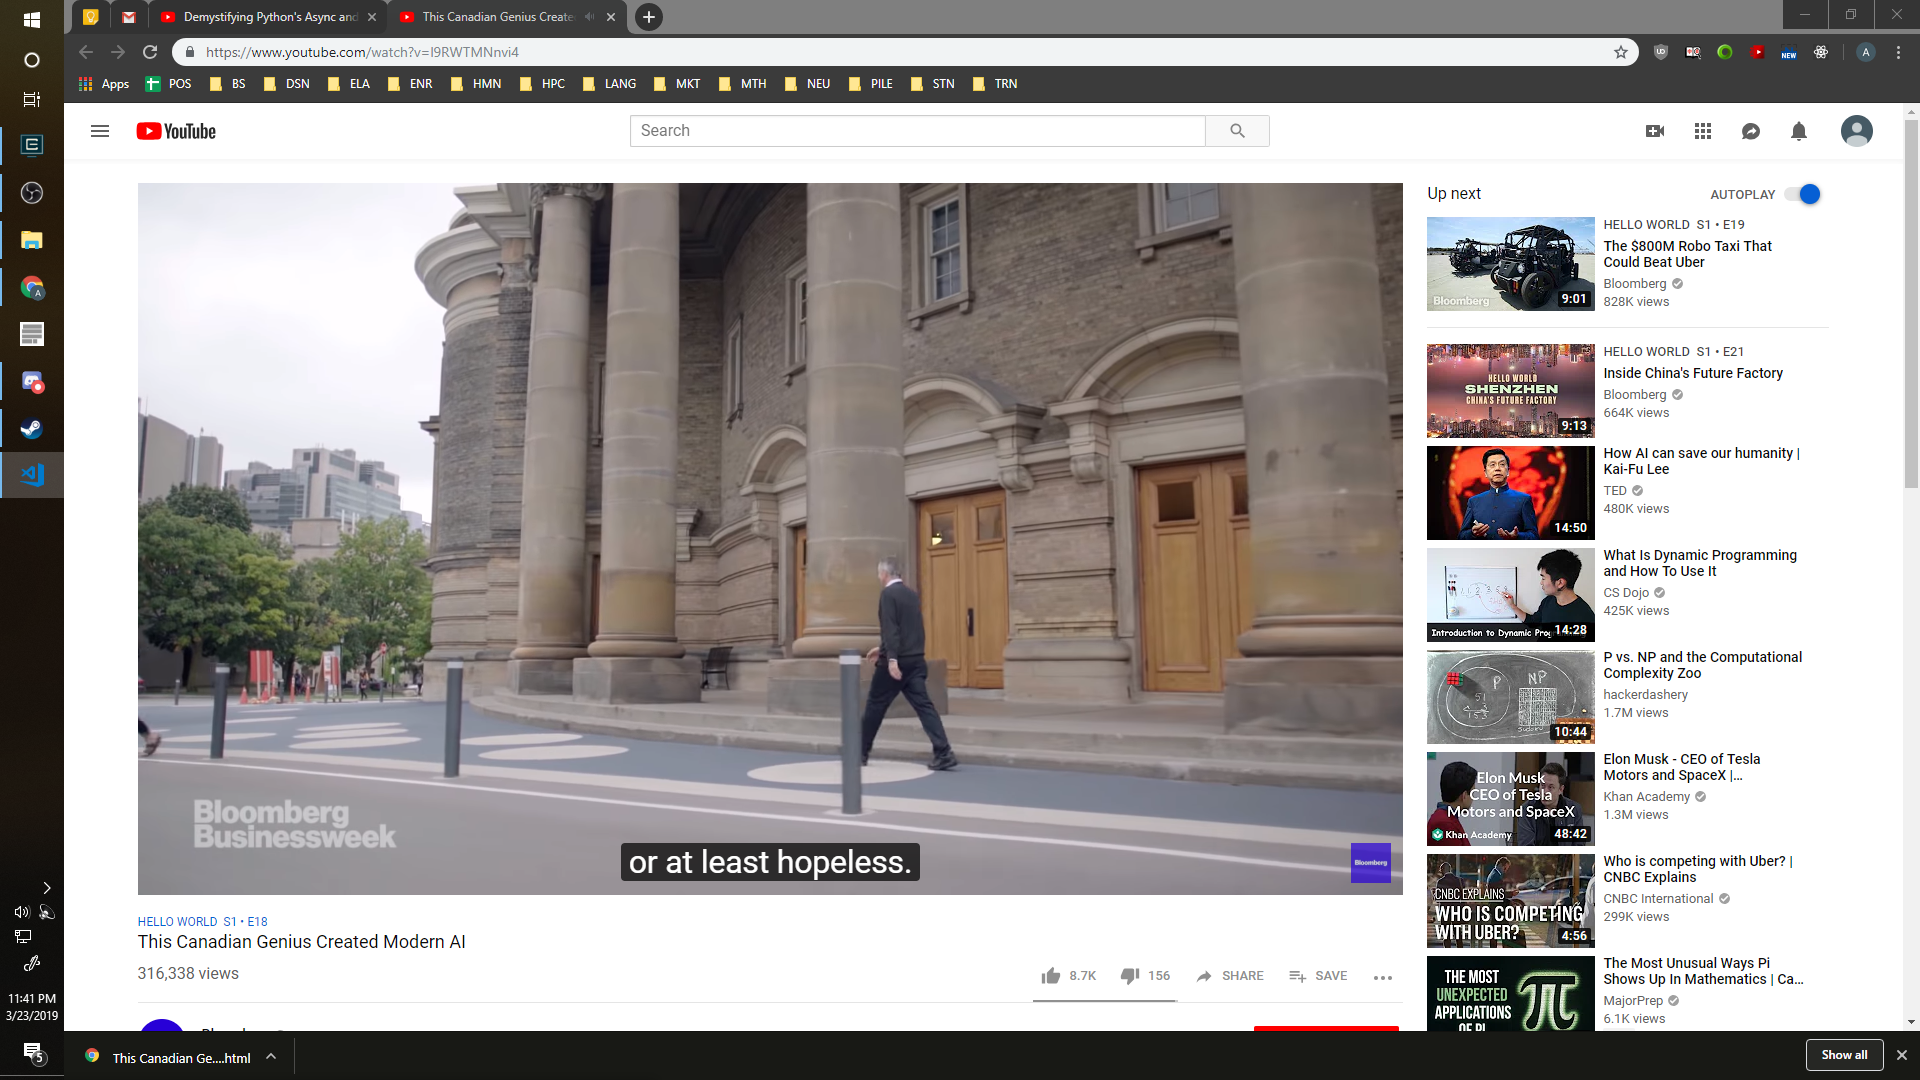 Demystifying Python's Async and
This Canadian Genius Create
https://www.youtube.com/watch?v=I9RWTMNnvi4
Apps
POS
BS
DSN
ELA
ENR
HMN
HPC
LANG
MKT
MTH
NEU
PILE
STN
TRN
NEW
A
YouTube
Search
Bloomberg
Businessweek
or at least hopeless.
Bloomberg
HELLO WORLD S1 • E18
This Canadian Genius Created Modern AI
316,338 views
8.7K
156
SHARE
SAVE
Up next
AUTOPLAY
Bloomberg
9:01
HELLO WORLD S1 • E19
The $800M Robo Taxi That
Could Beat Uber
Bloomberg
828K views
HELLO WORLD
SHENZHEN
CHINA'S FUTURE FACTORY
9:13
HELLO WORLD S1 • E21
Inside China's Future Factory
Bloomberg
664K views
14:50
How AI can save our humanity |
Kai-Fu Lee
TED
480K views
Introduction to Dynamic
14:28
What Is Dynamic Programming
and How To Use It
CS Dojo
425K views
P
NP
51
153
Sudoku
10:44
P vs. NP and the Computational
Complexity Zoo
hackerdashery
1.7M views
Elon Musk
CEO of Tesla
Motors and SpaceX
Khan Academy
48:42
Elon Musk - CEO of Tesla
Motors and SpaceX |...
Khan Academy
1.3M views
CNBC EXPLAINS
WHO IS COMPETING
WITH UBER?
4:56
Who is competing with Uber? |
CNBC Explains
CNBC International
299K views
THE MOST
UNEXPECTED
APPLICATIONS
OF PI
π
The Most Unusual Ways Pi
Shows Up In Mathematics | Ca...
MajorPrep
6.1K views
11:41 PM
3/23/2019
5
This Canadian Ge....html
Show all